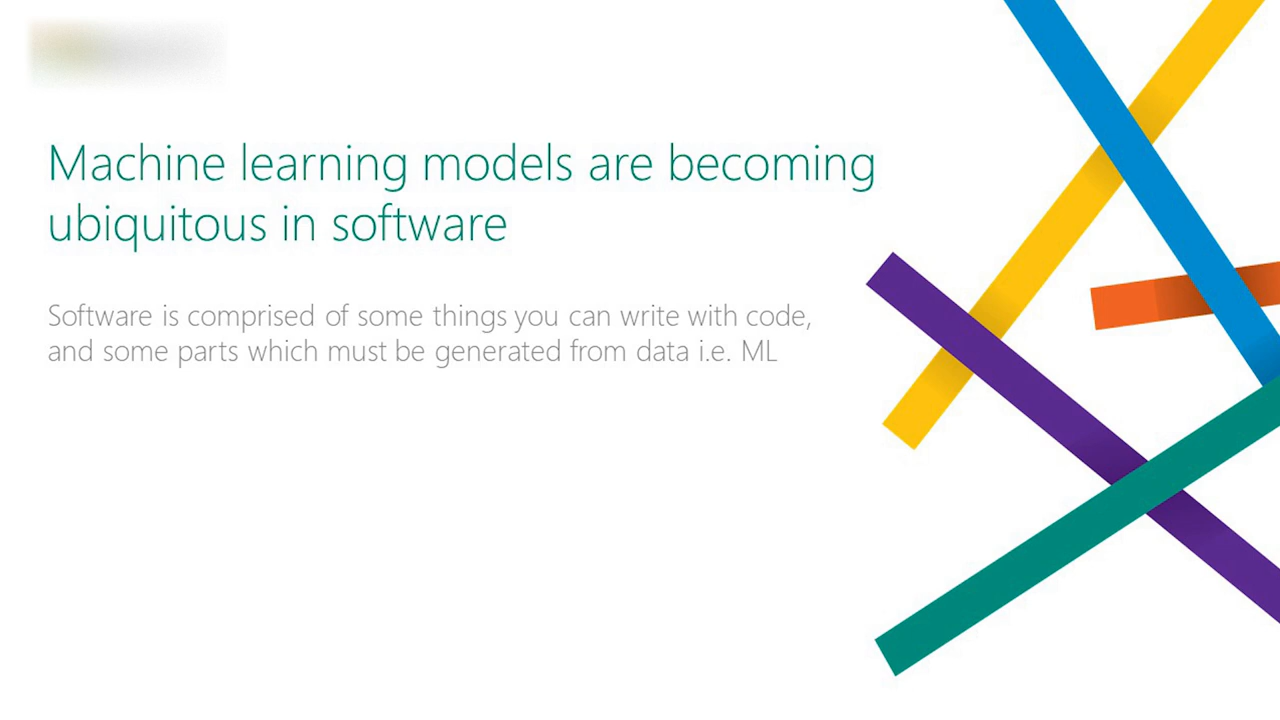 Machine learning models are becoming
ubiquitous in software
Software is comprised of some things you can write with code,
and some parts which must be generated from data i.e. ML